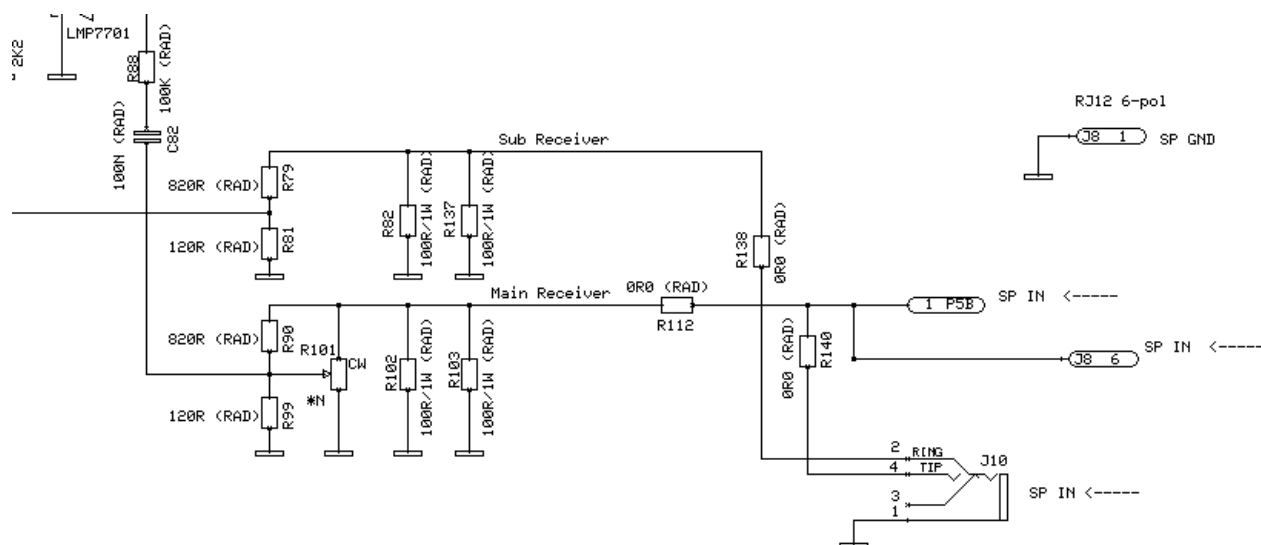 LMP7701
2K2
R88
100K (RAD)
100N (RAD)
C82
RJ12 6-pol
J8 1
SP GND
Sub Receiver
820R (RAD)
R79
R82
100R/1W (RAD)
R137
100R/1W (RAD)
120R (RAD)
R81
R138
0R0 (RAD)
Main Receiver
0R0 (RAD)
R112
1 P5B
SP IN <-----
820R (RAD)
R90
R101
CW
*N
R102
100R/1W (RAD)
R103
100R/1W (RAD)
0R0 (RAD)
R140
J8 6
SP IN <-----
120R (RAD)
R99
2 RING
4 TIP
J10
3
1
SP IN <-----